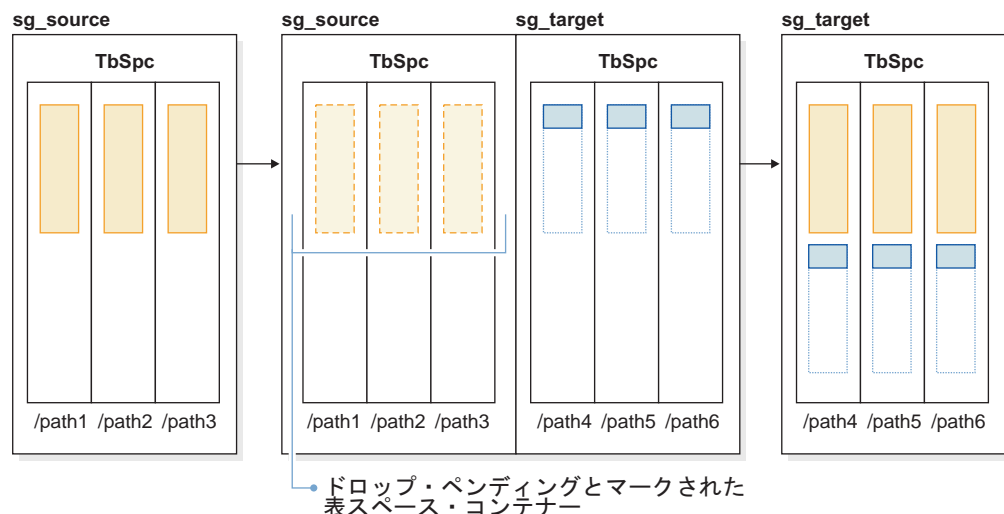 sg_source
sg_source
sg_target
sg_target
TbSpc
TbSpc
TbSpc
TbSpc
/path1 /path2 /path3
/path1 /path2 /path3
/path4 /path5 /path6
/path4 /path5 /path6
ドロップ・ペンディングとマークされた
表スペース・コンテナー